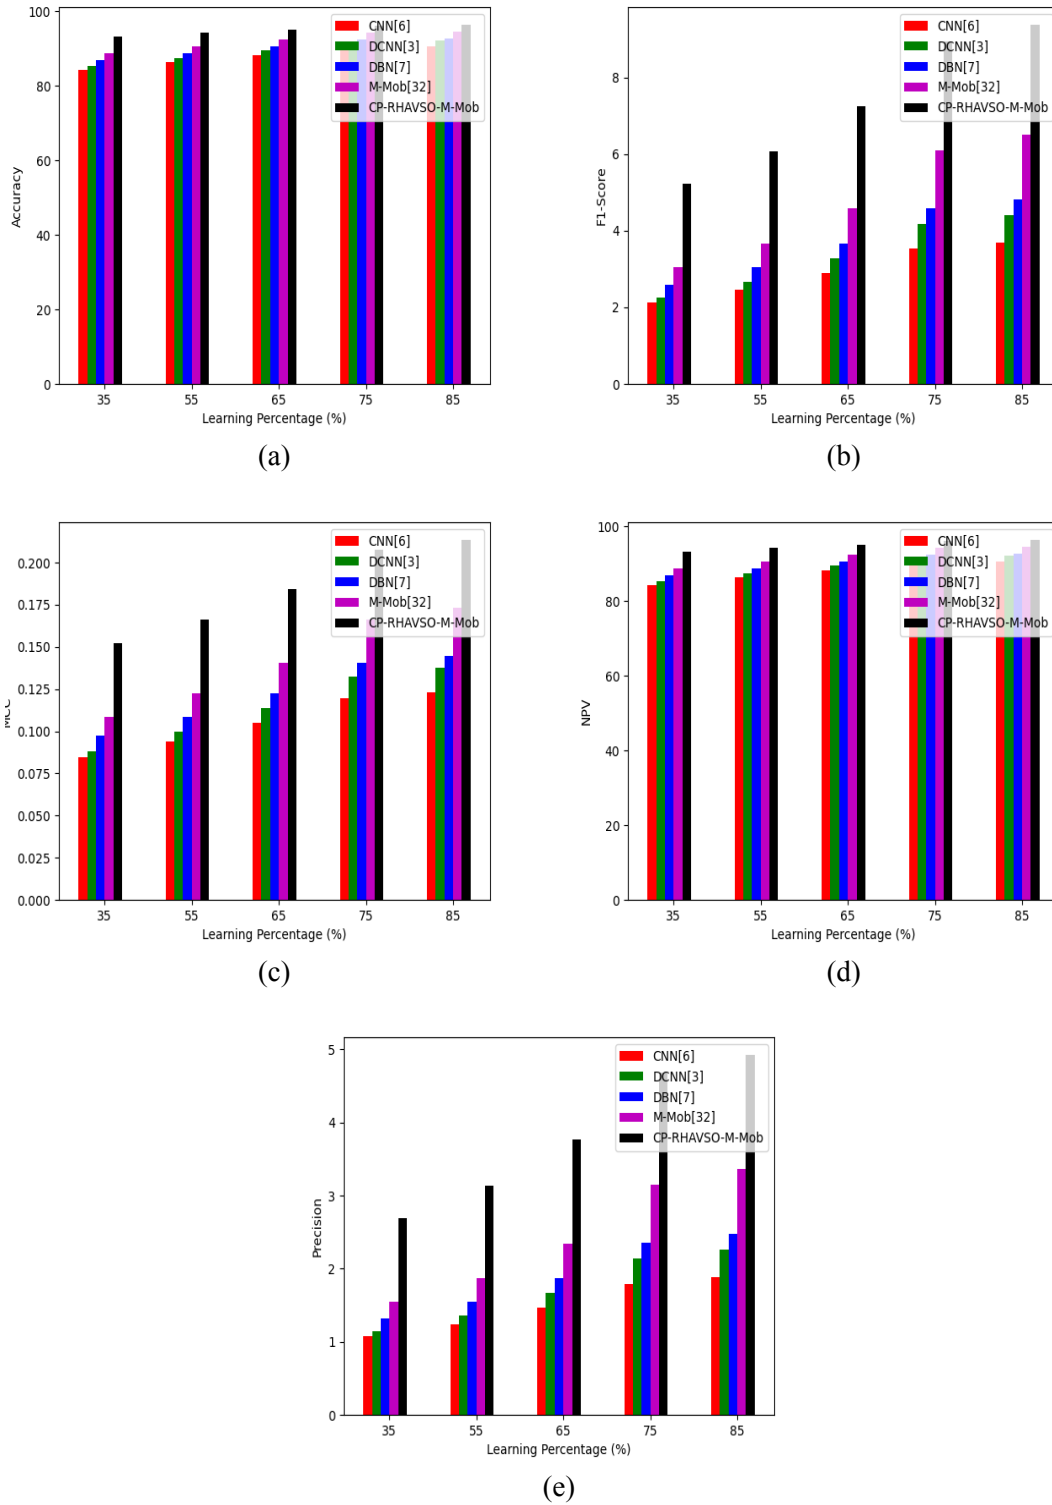 100
80
60
40
20
0
Accuracy
35 55 65 75 85
Learning Percentage (%)
CNN[6]
DCNN[3]
DBN[7]
M-Mob[32]
CP-RHAVSO-M-Mob
(a)
8
6
4
2
0
F1-Score
35 55 65 75 85
Learning Percentage (%)
CNN[6]
DCNN[3]
DBN[7]
M-Mob[32]
CP-RHAVSO-M-Mob
(b)
0.200
0.175
0.150
0.125
0.100
0.075
0.050
0.025
0.000
MCC
35 55 65 75 85
Learning Percentage (%)
CNN[6]
DCNN[3]
DBN[7]
M-Mob[32]
CP-RHAVSO-M-Mob
(c)
100
80
60
40
20
0
NPV
35 55 65 75 85
Learning Percentage (%)
CNN[6]
DCNN[3]
DBN[7]
M-Mob[32]
CP-RHAVSO-M-Mob
(d)
5
4
3
2
1
0
Precision
35 55 65 75 85
Learning Percentage (%)
CNN[6]
DCNN[3]
DBN[7]
M-Mob[32]
CP-RHAVSO-M-Mob
(e)